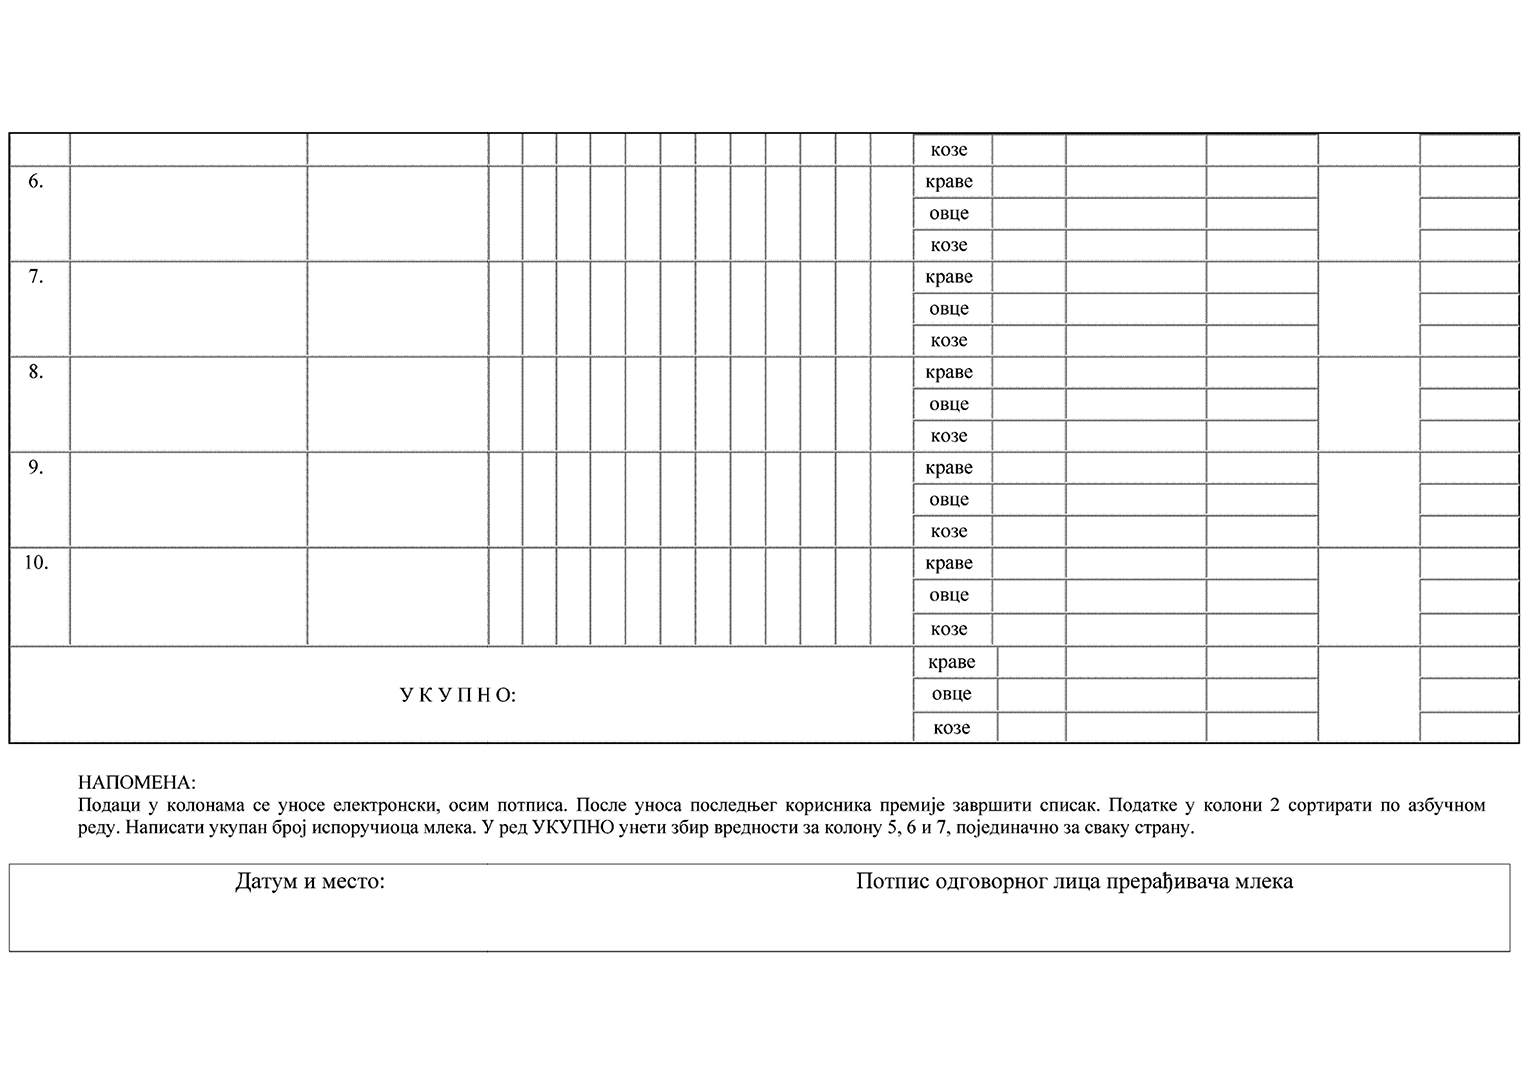 козе
6. краве
овце
козе
7. краве
овце
козе
8. краве
овце
козе
9. краве
овце
козе
10. краве
овце
козе
краве
У К У П Н О: овце
козе
НАПОМЕНА:
Подаци у колонама се уносе електронски, осим потписа. После уноса последњег корисника премије завршити списак. Податке у колони 2 сортирати по азбучном
реду. Написати укупан број испоручиоца млека. У ред УКУПНО унети збир вредности за колону 5, 6 и 7, појединачно за сваку страну.
Датум и место: Потпис одговорног лица прерађивача млека